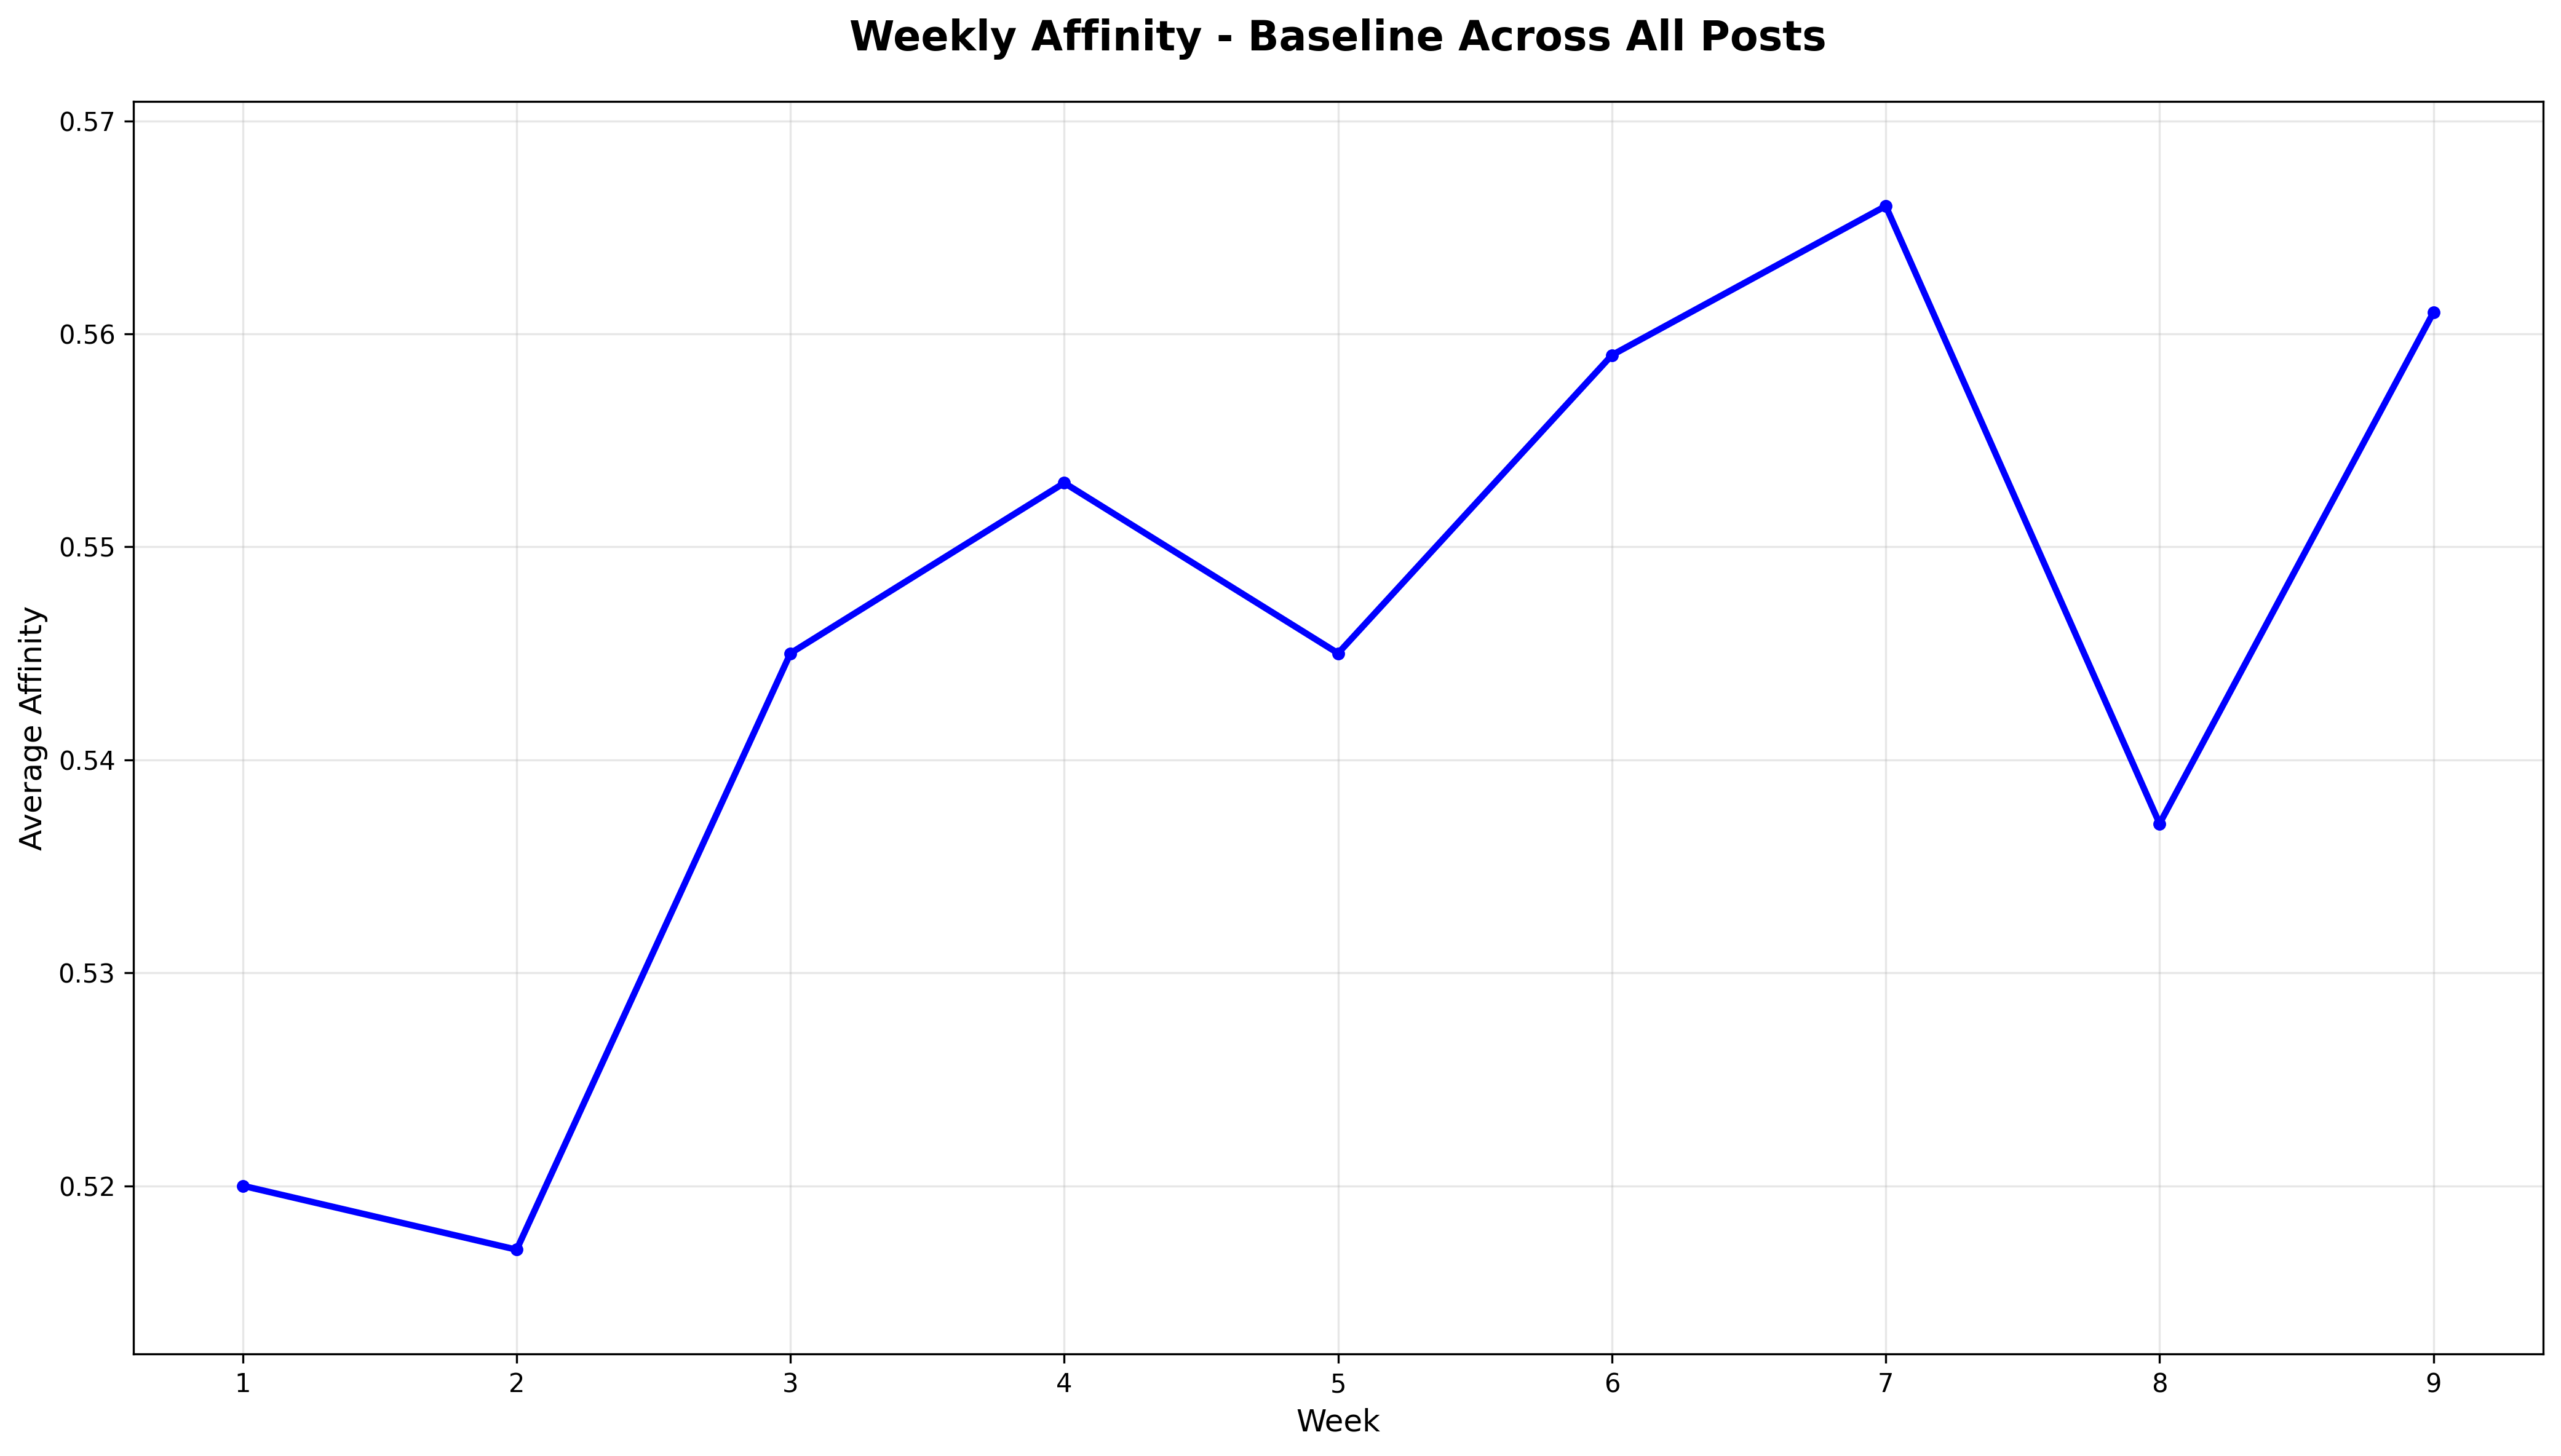 Weekly Affinity - Baseline Across All Posts
0.57
0.56
0.55
0.54
0.53
0.52
Average Affinity
1 2 3 4 5 6 7 8 9
Week